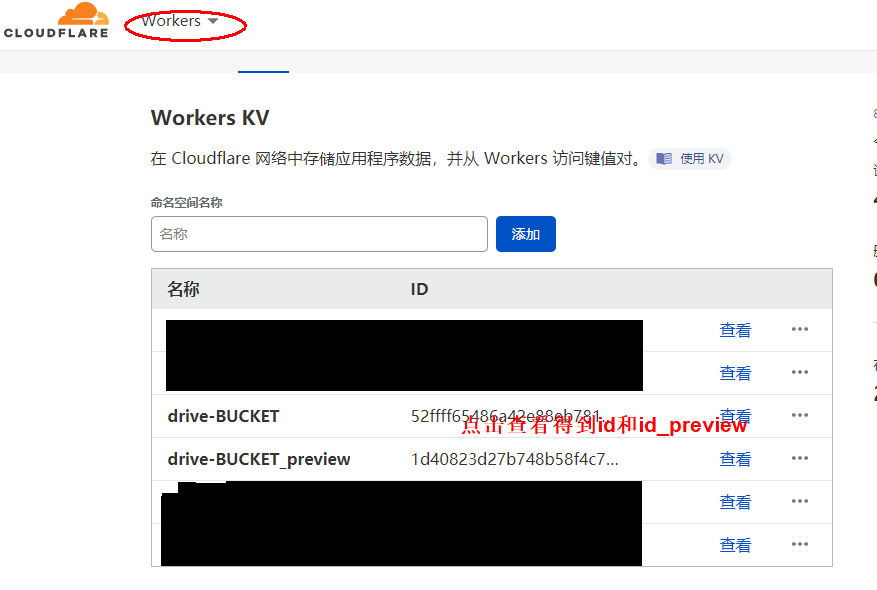 CLOUDFLARE
Workers
Workers KV
在 Cloudflare 网络中存储应用程序数据，并从 Workers 访问键值对。 使用 KV
命名空间名称
名称
添加
名称 ID
查看
查看
drive-BUCKET 52ffff65486a42e88eb781... 查看
点击查看得到id和id_preview
drive-BUCKET_preview 1d40823d27b748b58f4c7... 查看
查看
查看